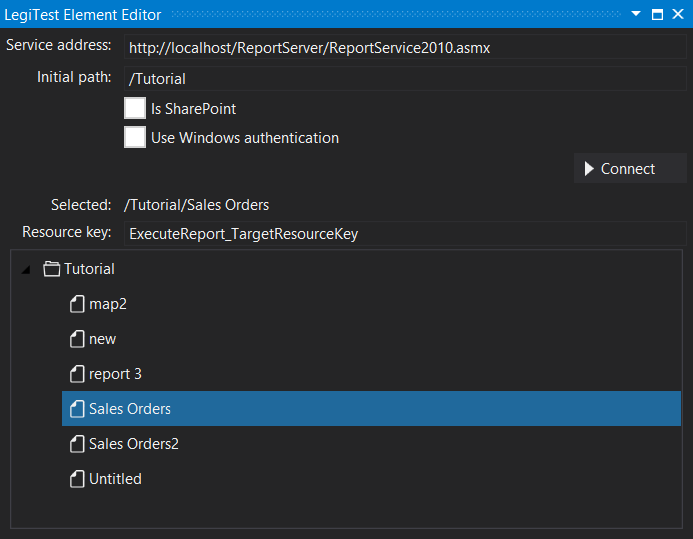 LegiTest Element Editor
Service address: http://localhost/ReportServer/ReportService2010.asmx
Initial path: /Tutorial
Is SharePoint
Use Windows authentication
Connect
Selected: /Tutorial/Sales Orders
Resource key: ExecuteReport_TargetResourceKey
Tutorial
map2
new
report 3
Sales Orders
Sales Orders2
Untitled